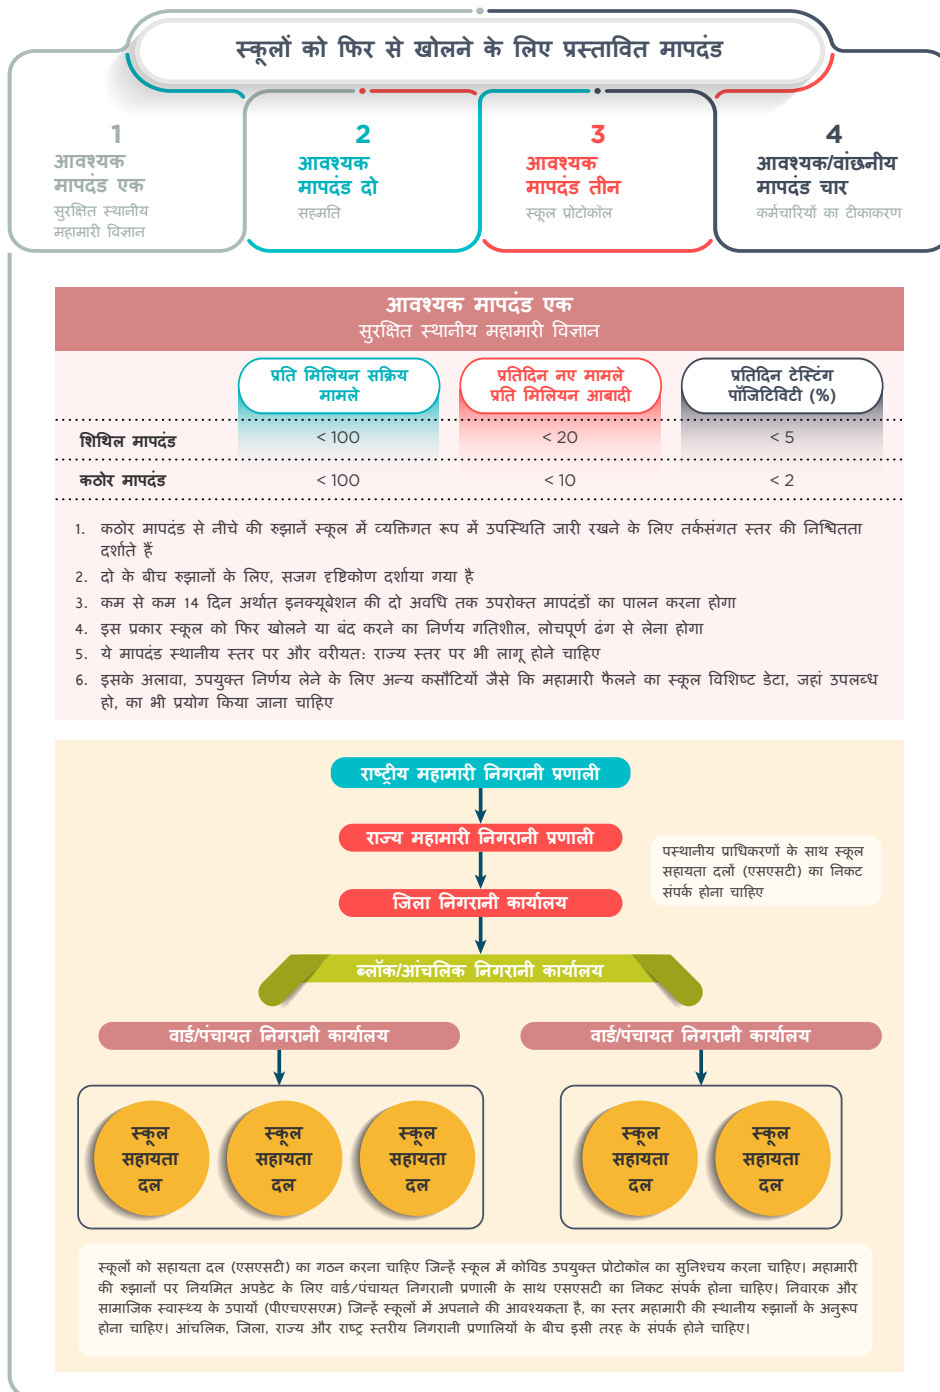 स्कूलों को फिर से खोलने के लिए प्रस्तावित मापदंड
1
आवश्यक
मापदंड एक
सुरक्षित स्थानीय
महामारी विज्ञान
2
आवश्यक
मापदंड दो
सहमति
3
आवश्यक
मापदंड तीन
स्कूल प्रोटोकॉल
4
आवश्यक/वांछनीय
मापदंड चार
कर्मचारियों का टीकाकरण
आवश्यक मापदंड एक
सुरक्षित स्थानीय महामारी विज्ञान
प्रति मिलियन सक्रिय
मामले
प्रतिदिन नए मामले
प्रति मिलियन आबादी
प्रतिदिन टेस्टिंग
पॉजिटिविटी (%)
शिथिल मापदंड < 100 < 20 < 5
कठोर मापदंड < 100 < 10 < 2
1. कठोर मापदंड से नीचे की रुझानें स्कूल में व्यक्तिगत रूप में उपस्थिति जारी रखने के लिए तर्कसंगत स्तर की निश्चितता
दर्शाते हैं
2. दो के बीच रुझानों के लिए, सजग दृष्टिकोण दर्शाया गया है
3. कम से कम 14 दिन अर्थात इनक्यूबेशन की दो अवधि तक उपरोक्त मापदंडों का पालन करना होगा
4. इस प्रकार स्कूल को फिर खोलने या बंद करने का निर्णय गतिशील, लोचपूर्ण ढंग से लेना होगा
5. ये मापदंड स्थानीय स्तर पर और वरीयत: राज्य स्तर पर भी लागू होने चाहिए
6. इसके अलावा, उपयुक्त निर्णय लेने के लिए अन्य कसौटियों जैसे कि महामारी फैलने का स्कूल विशिष्ट डेटा, जहां उपलब्ध
हो, का भी प्रयोग किया जाना चाहिए
राष्ट्रीय महामारी निगरानी प्रणाली
राज्य महामारी निगरानी प्रणाली
पस्थानीय प्राधिकरणों के साथ स्कूल
सहायता दलों (एसएसटी) का निकट
संपर्क होना चाहिए
जिला निगरानी कार्यालय
ब्लॉक/आंचलिक निगरानी कार्यालय
वार्ड/पंचायत निगरानी कार्यालय
वार्ड/पंचायत निगरानी कार्यालय
स्कूल
सहायता
दल
स्कूल
सहायता
दल
स्कूल
सहायता
दल
स्कूल
सहायता
दल
स्कूल
सहायता
दल
स्कूलों को सहायता दल (एसएसटी) का गठन करना चाहिए जिन्हें स्कूल में कोविड उपयुक्त प्रोटोकॉल का सुनिश्चय करना चाहिए। महामारी
की रुझानों पर नियमित अपडेट के लिए वार्ड/पंचायत निगरानी प्रणाली के साथ एसएसटी का निकट संपर्क होना चाहिए। निवारक और
सामाजिक स्वास्थ्य के उपायों (पीएचएसएम) जिन्हें स्कूलों में अपनाने की आवश्यकता है, का स्तर महामारी की स्थानीय रुझानों के अनुरूप
होना चाहिए। आंचलिक, जिला, राज्य और राष्ट्र स्तरीय निगरानी प्रणालियों के बीच इसी तरह के संपर्क होने चाहिए।